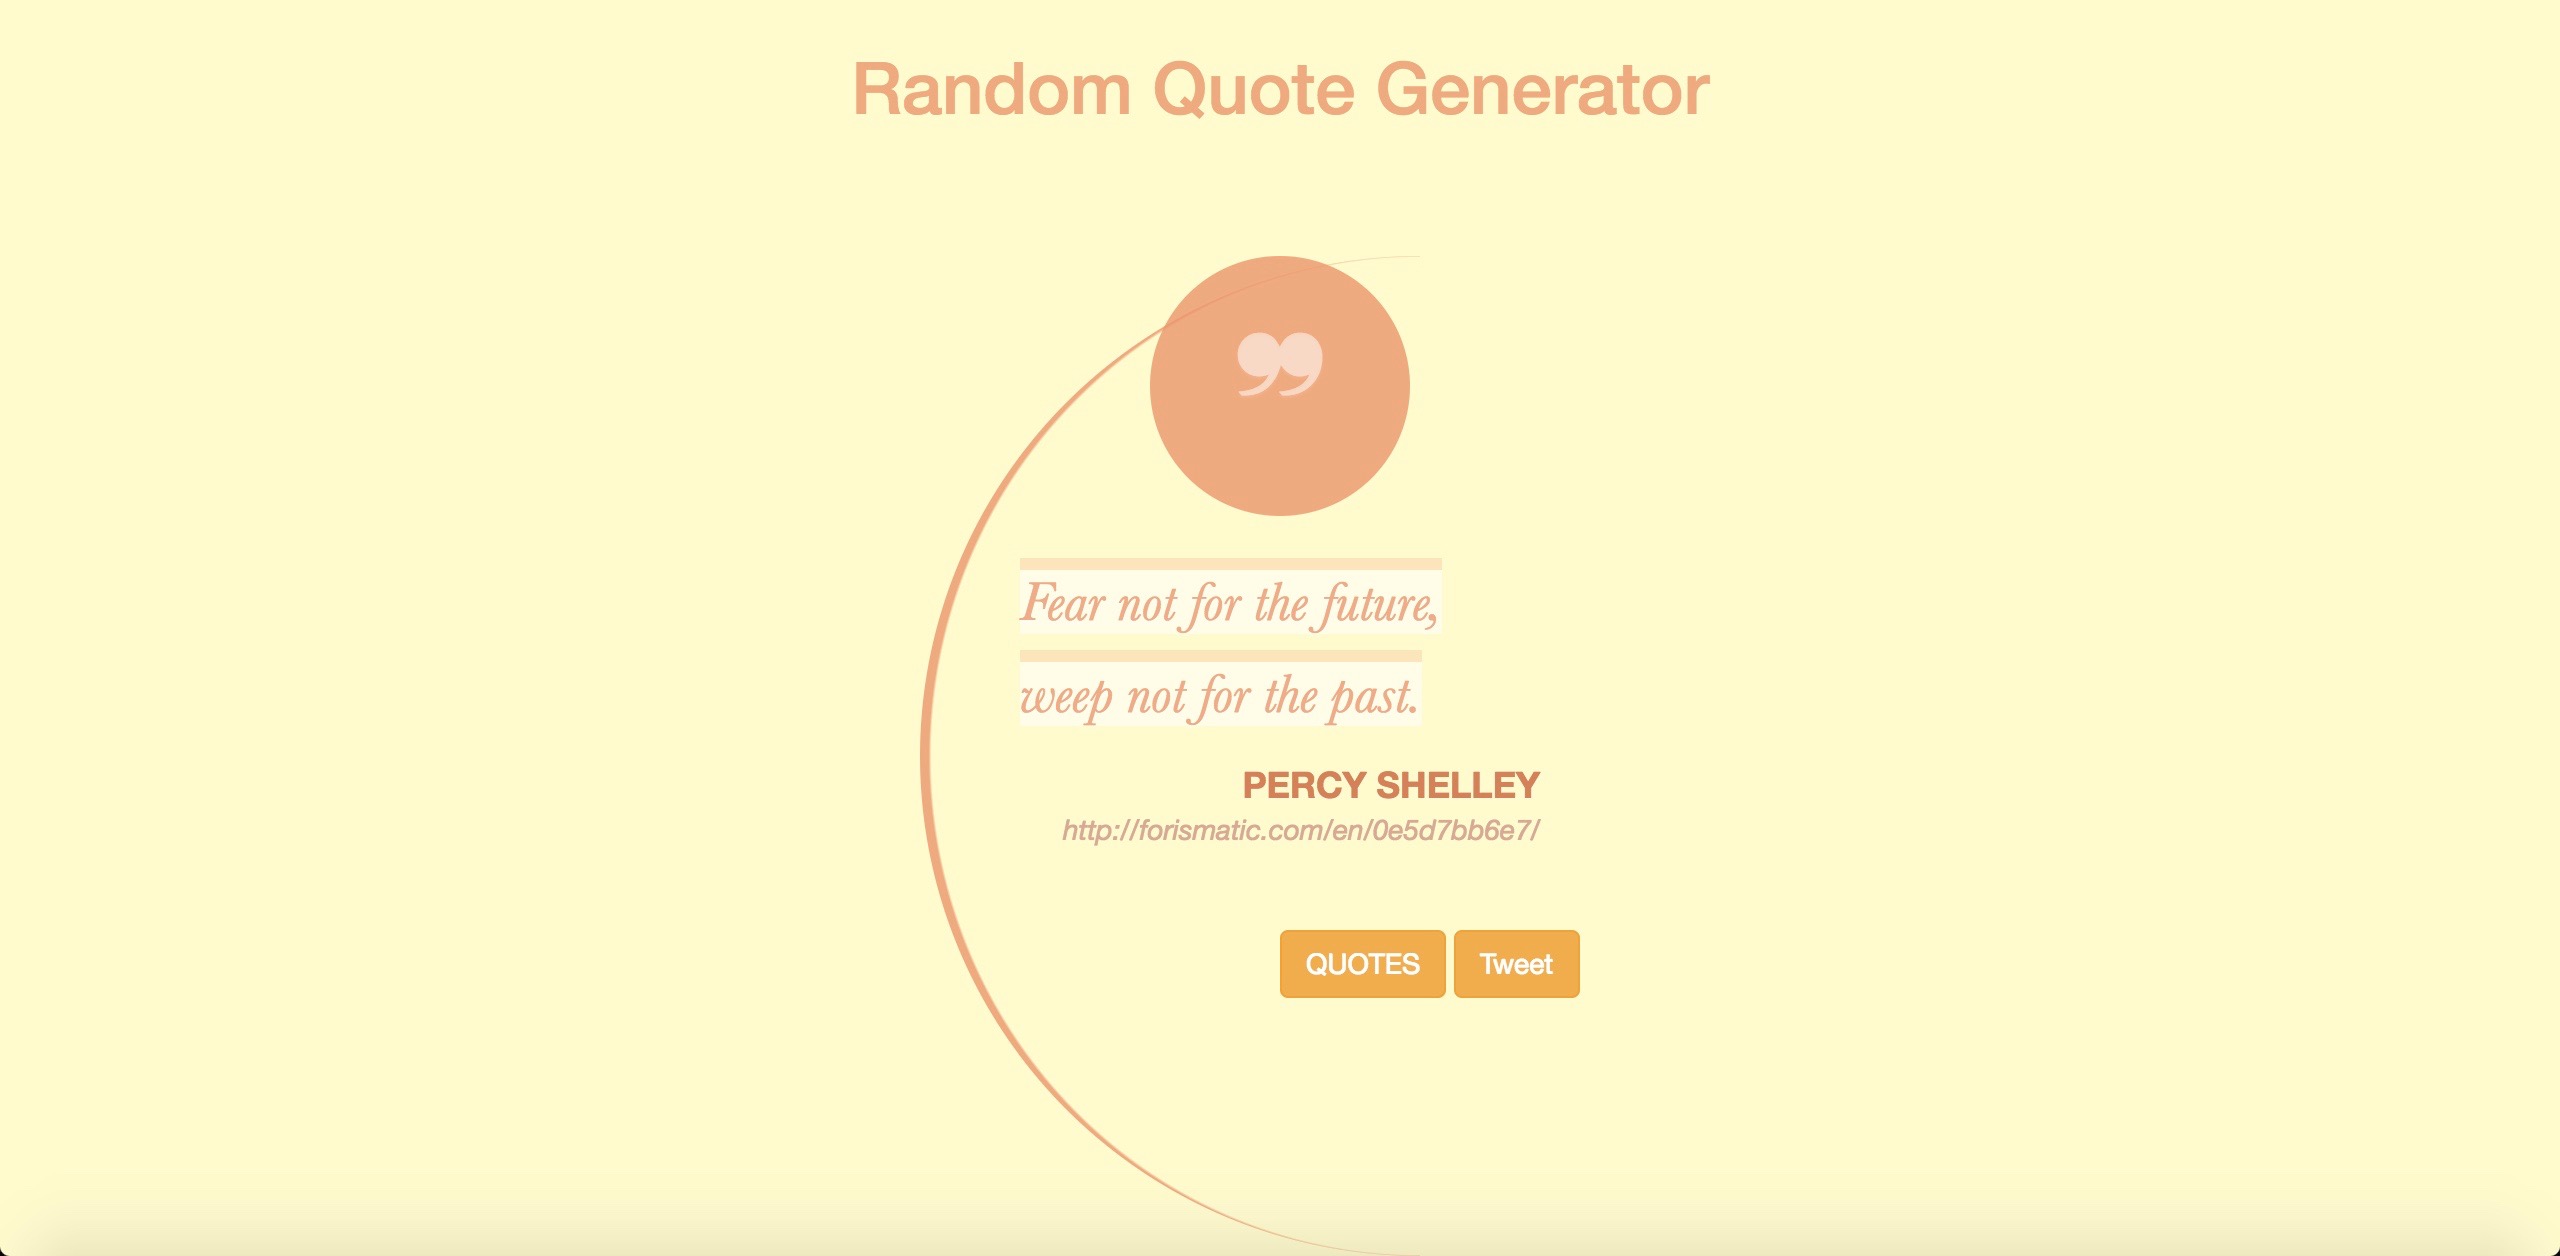 Random Quote Generator
”
Fear not for the future,
weep not for the past.
PERCY SHELLEY
http://forismatic.com/en/0e5d7bb6e7/
QUOTES Tweet